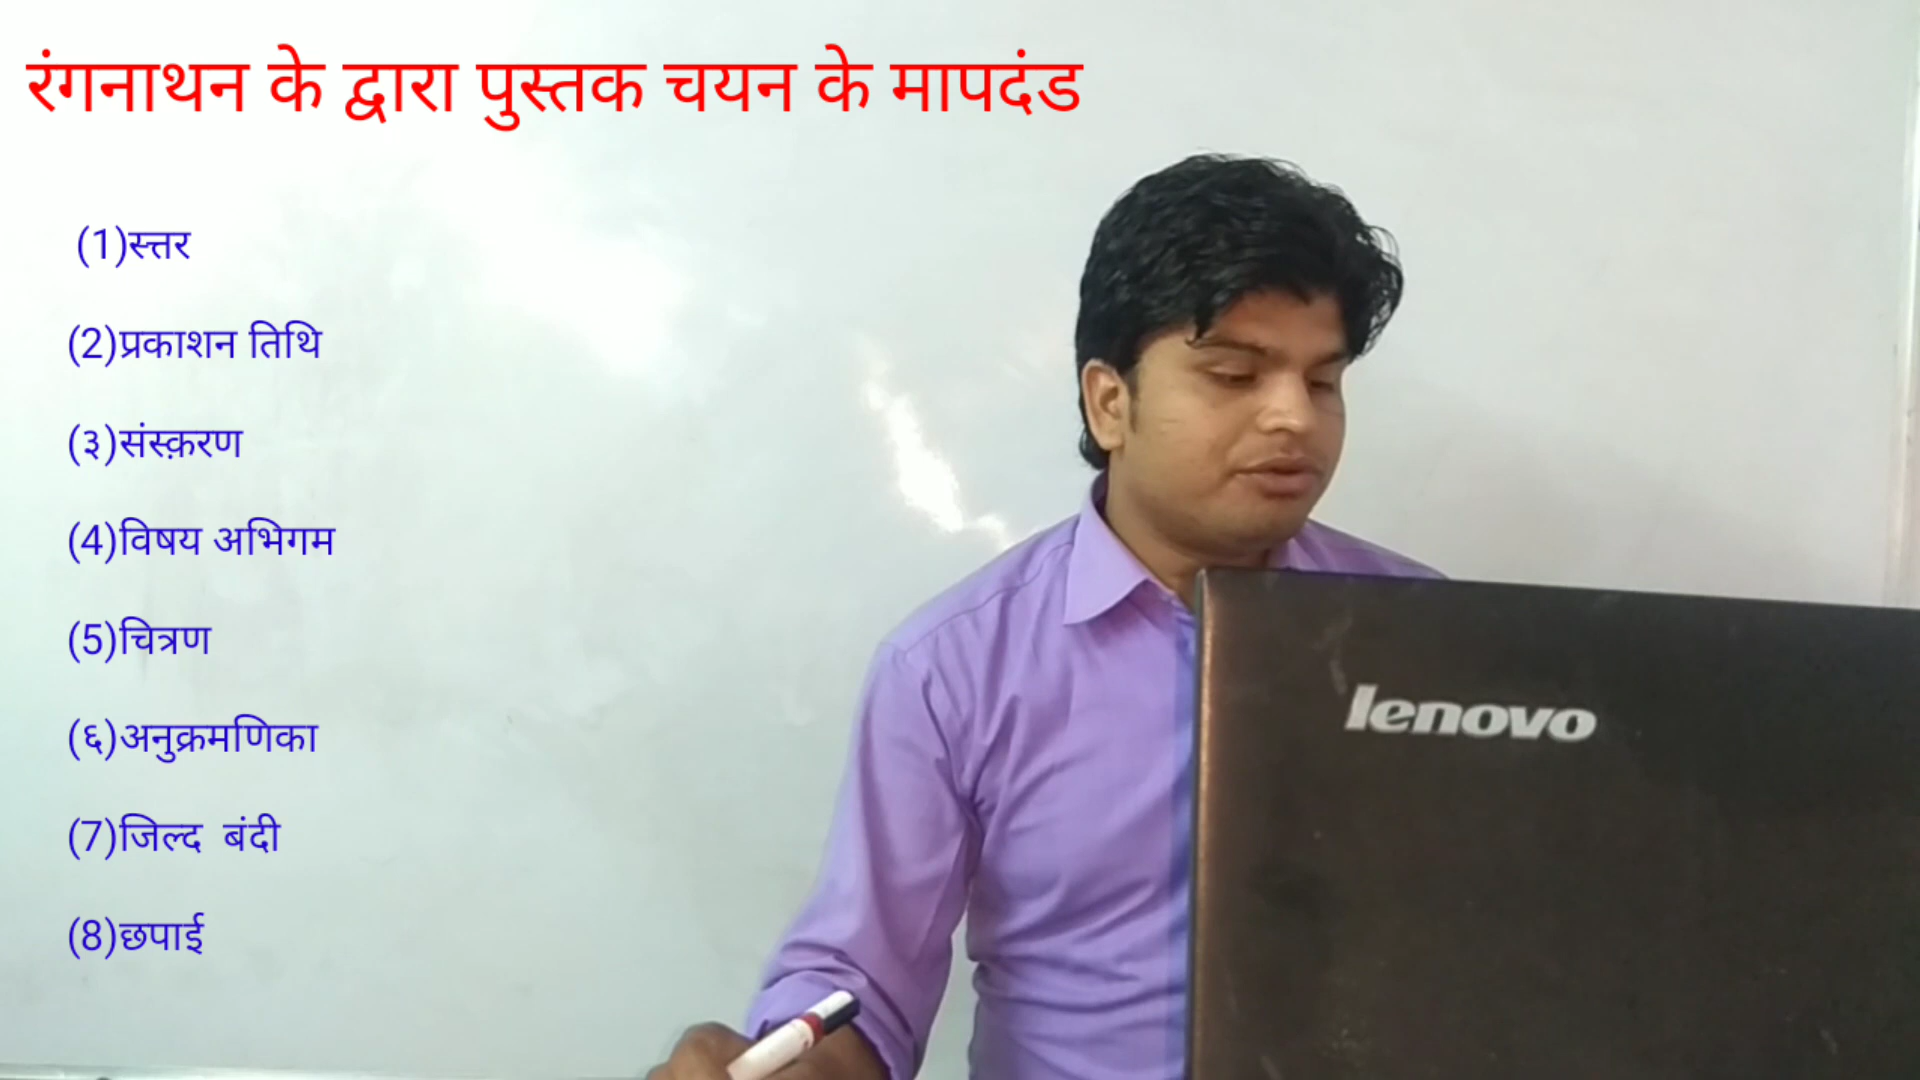 रंगनाथन के द्वारा पुस्तक चयन के मापदंड
(1)स्त्तर
(2)प्रकाशन तिथि
(३)संस्क़रण
(4)विषय अभिगम
(5)चित्रण
(६)अनुक्रमणिका
(7)जिल्द  बंदी
(8)छपाई
lenovo